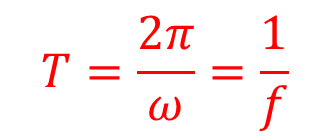 T = 2π/ω = 1/f